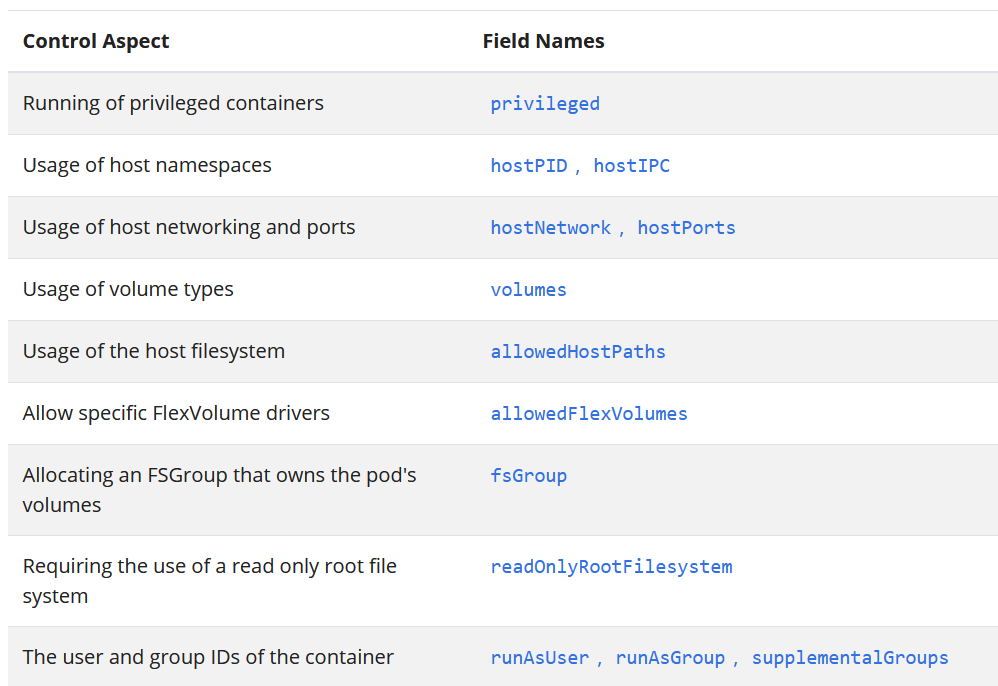 Control Aspect Field Names
Running of privileged containers privileged
Usage of host namespaces hostPID , hostIPC
Usage of host networking and ports hostNetwork , hostPorts
Usage of volume types volumes
Usage of the host filesystem allowedHostPaths
Allow specific FlexVolume drivers allowedFlexVolumes
Allocating an FSGroup that owns the pod's fsGroup
volumes
Requiring the use of a read only root file readOnlyRootFilesystem
system
The user and group IDs of the container runAsUser , runAsGroup , supplementalGroups